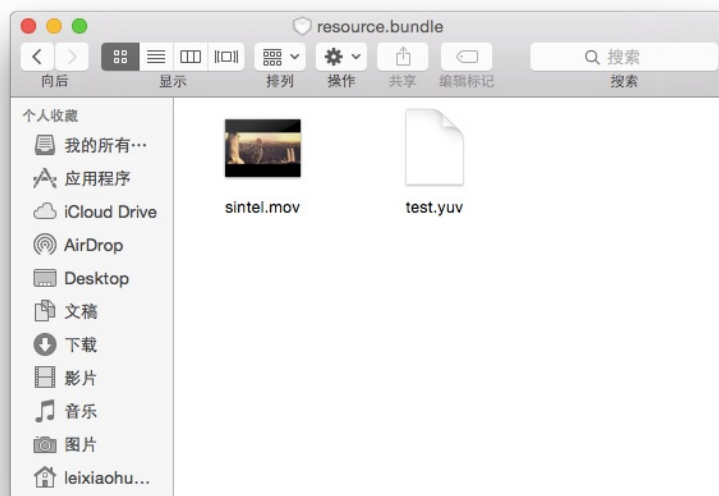 resource.bundle
搜索
向后 显示 排列 操作 共享 编辑标记 搜索
个人收藏
我的所有…
应用程序
iCloud Drive
AirDrop
Desktop
文稿
下载
影片
音乐
图片
leixiaohu...
sintel.mov
test.yuv